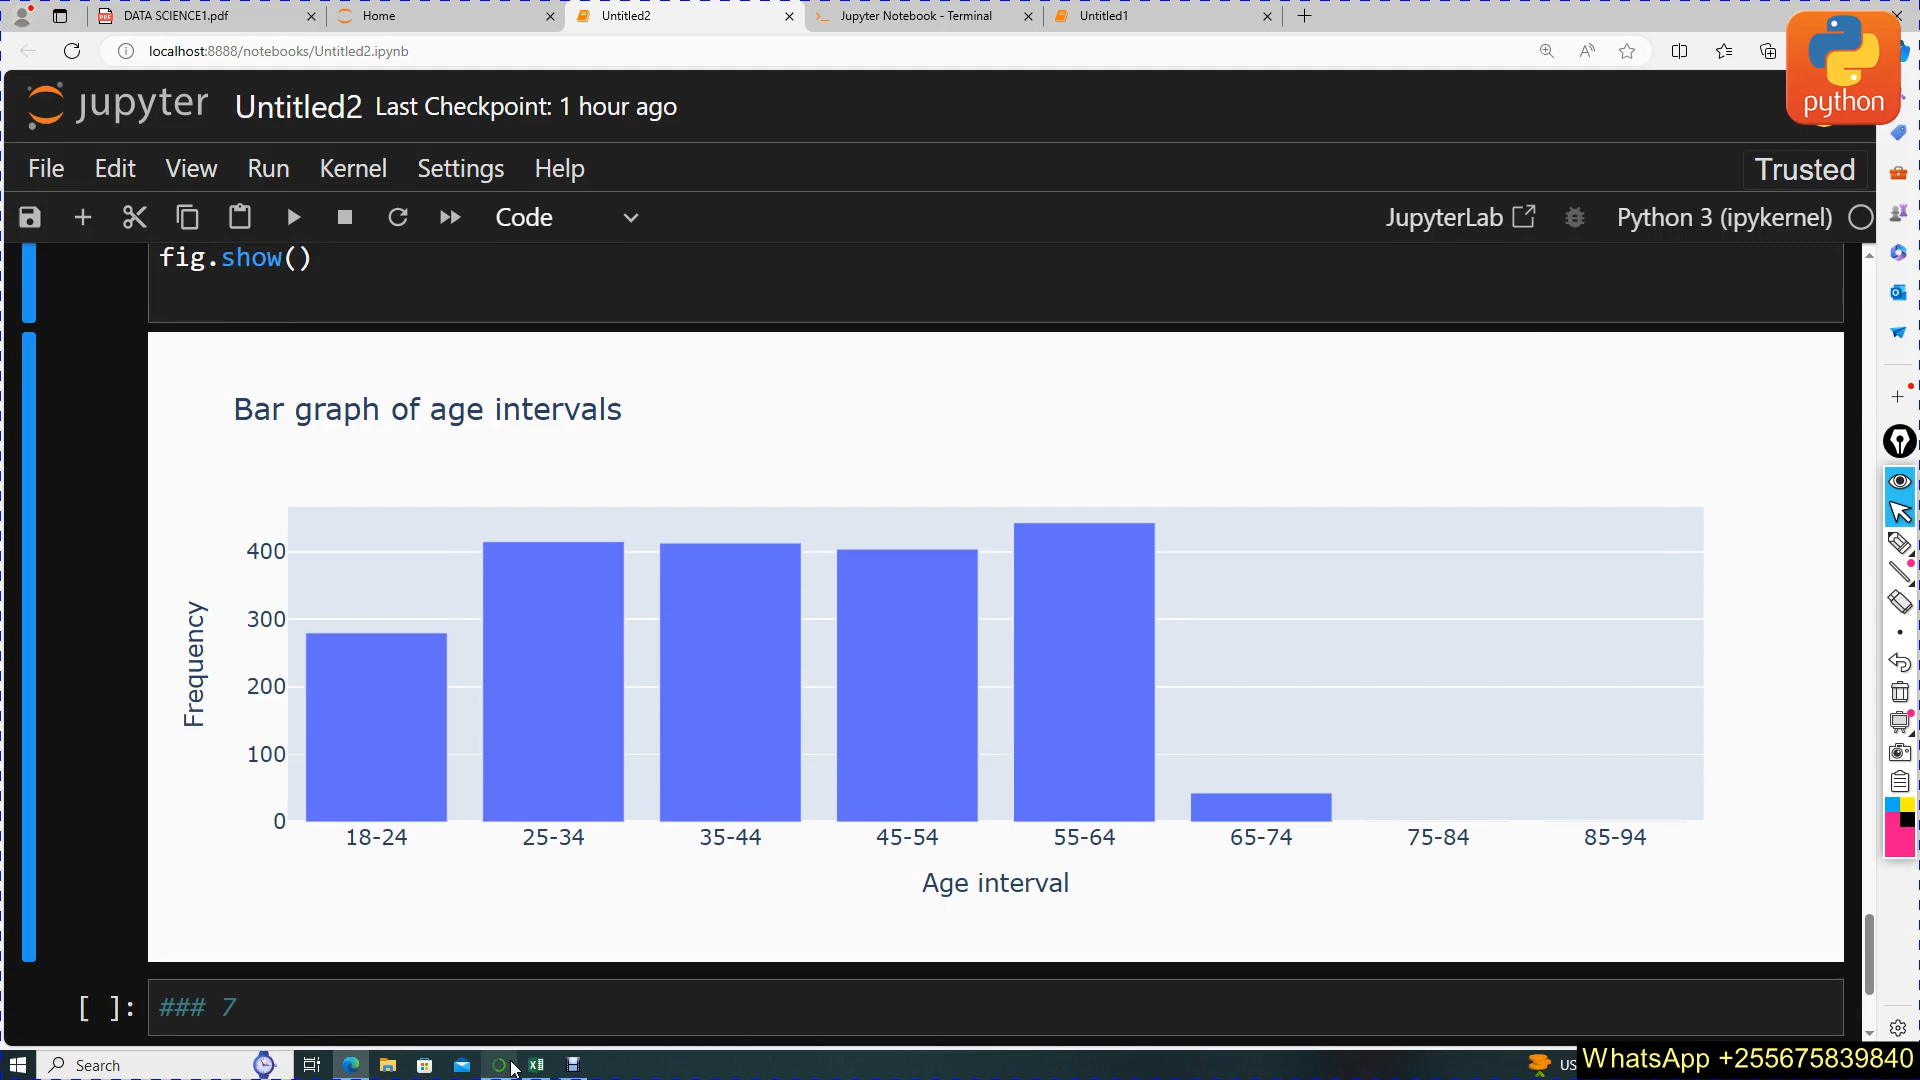 DATA SCIENCE1.pdf
Home
Untitled2
Jupyter Notebook - Terminal
Untitled1
localhost:8888/notebooks/Untitled2.ipynb
python
jupyter Untitled2 Last Checkpoint: 1 hour ago
File Edit View Run Kernel Settings Help
Trusted
Code
JupyterLab
Python 3 (ipykernel)
fig.show()
Bar graph of age intervals
Frequency
400
300
200
100
0
18-24 25-34 35-44 45-54 55-64 65-74 75-84 85-94
Age interval
[ ]: ### 7
Search
US
WhatsApp +255675839840